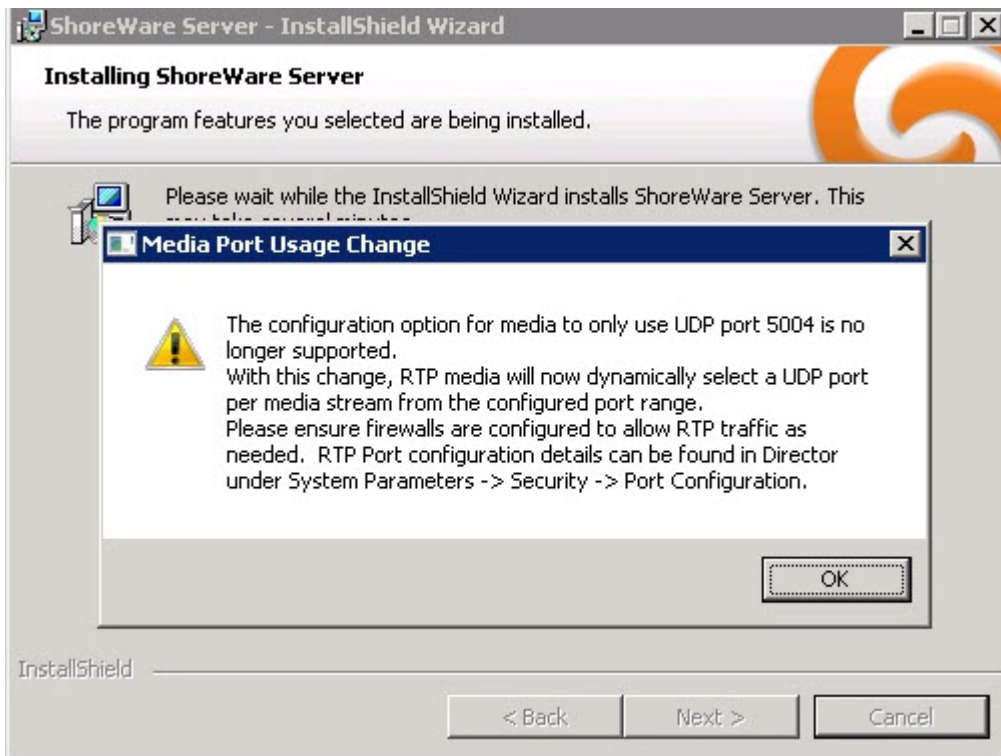 ShoreWare Server - InstallShield Wizard
Installing ShoreWare Server
The program features you selected are being installed.
Please wait while the InstallShield Wizard installs ShoreWare Server. This
may take several minutes.
Media Port Usage Change
The configuration option for media to only use UDP port 5004 is no
longer supported.
With this change, RTP media will now dynamically select a UDP port
per media stream from the configured port range.
Please ensure firewalls are configured to allow RTP traffic as
needed.  RTP Port configuration details can be found in Director
under System Parameters -> Security -> Port Configuration.
OK
InstallShield
< Back
Next >
Cancel